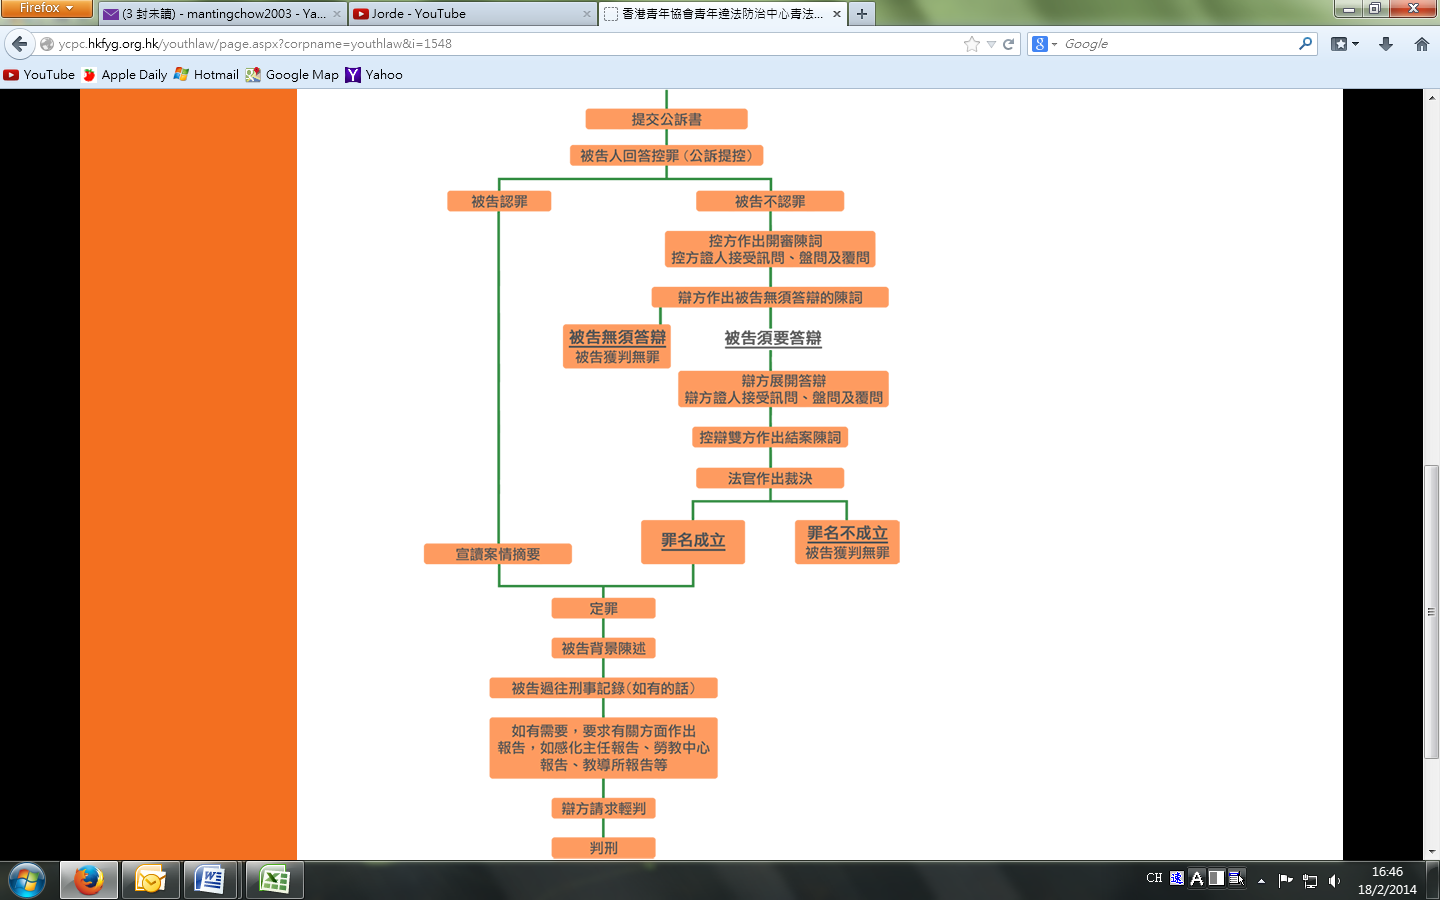 Firefox
(3 封未讀) - mantingchow2003 - Ya...
Jorde - YouTube
香港青年協會青年違法防治中心青法...
ycpc.hkfyg.org.hk/youthlaw/page.aspx?corpname=youthlaw&i=1548
Google
YouTube
Apple Daily
Hotmail
Google Map
Yahoo
提交公訴書
被告人回答控罪（公訴提控）
被告認罪
被告不認罪
控方作出開審陳詞
控方證人接受訊問、盤問及覆問
辯方作出被告無須答辯的陳詞
被告無須答辯
被告獲判無罪
被告須要答辯
辯方展開答辯
辯方證人接受訊問、盤問及覆問
控辯雙方作出結案陳詞
法官作出裁決
罪名成立
罪名不成立
被告獲判無罪
宣讀案情摘要
定罪
被告背景陳述
被告過往刑事記錄（如有的話）
如有需要，要求有關方面作出
報告，如感化主任報告、勞教中心
報告、教導所報告等
辯方請求輕判
判刑
CH
速
A
16:46
18/2/2014